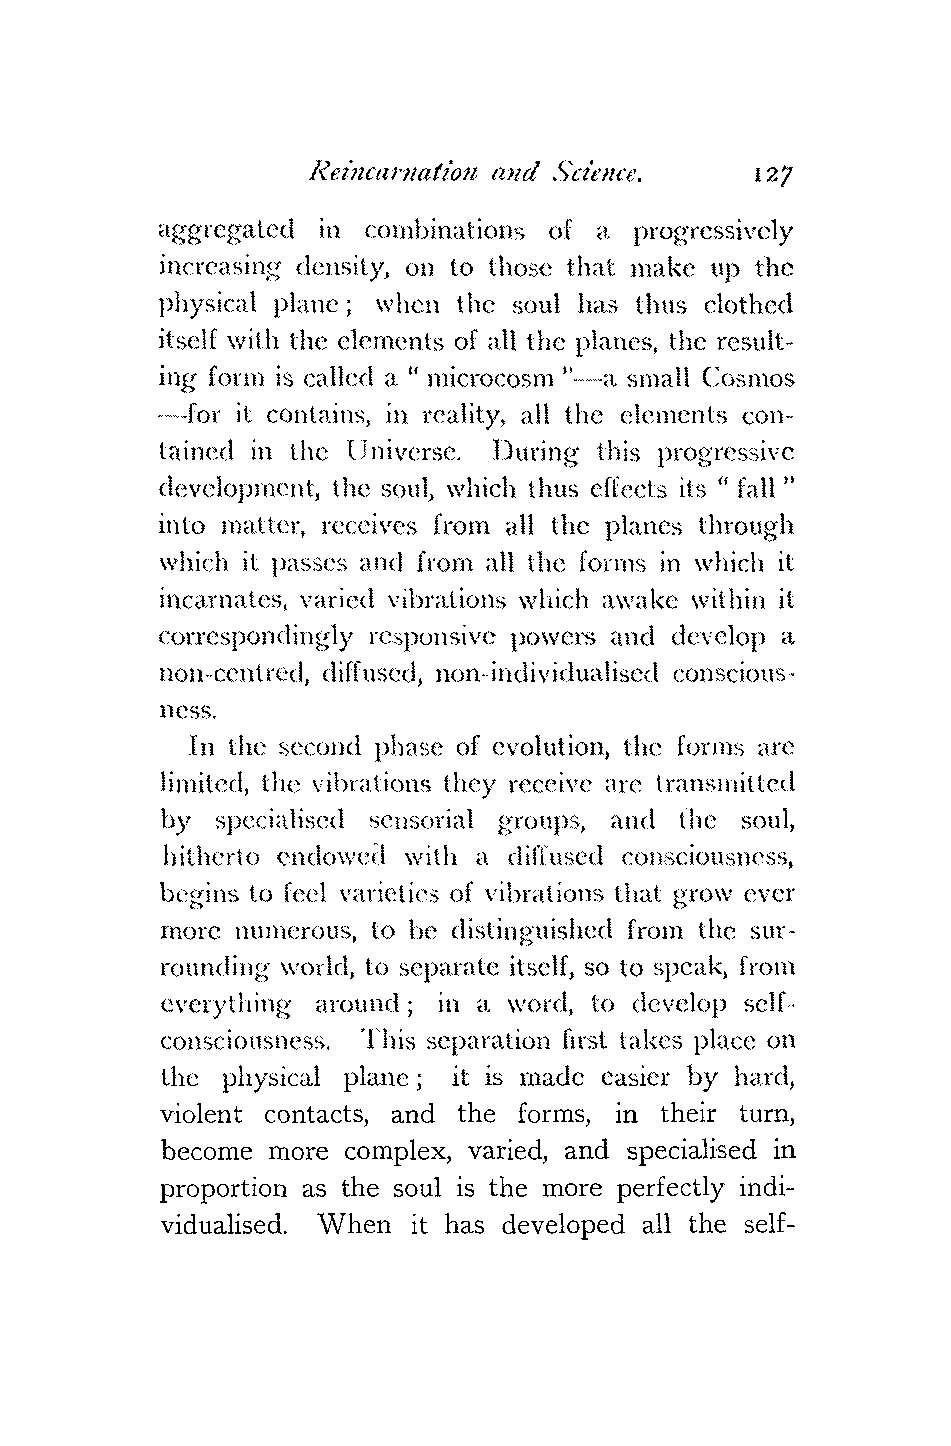 Reincarnation and Science. 127
aggregated in combinations of a progressively
increasing density, on to those that make up the
physical plane; when the soul has thus clothed
itself with the elements of all the planes, the result-
ing form is called a " microcosm "—a small Cosmos
—for it contains, in reality, all the elements con-
tained in the Universe. During this progressive
development, the soul, which thus effects its " fall "
into matter, receives from all the planes through
which it passes and from all the forms in which it
incarnates, varied vibrations which awake within it
correspondingly responsive powers and develop a
non-centred, diffused, non-individualised conscious-
ness.
In the second phase of evolution, the forms are
limited, the vibrations they receive are transmitted
by specialised sensorial groups, and the soul,
hitherto endowed with a diffused consciousness,
begins to feel varieties of vibrations that grow ever
more numerous, to be distinguished from the sur-
rounding world, to separate itself, so to speak, from
everything around; in a word, to develop self-
consciousness. This separation first takes place on
the physical plane; it is made easier by hard,
violent contacts, and the forms, in their turn,
become more complex, varied, and specialised in
proportion as the soul is the more perfectly indi-
vidualised. When it has developed all the self-